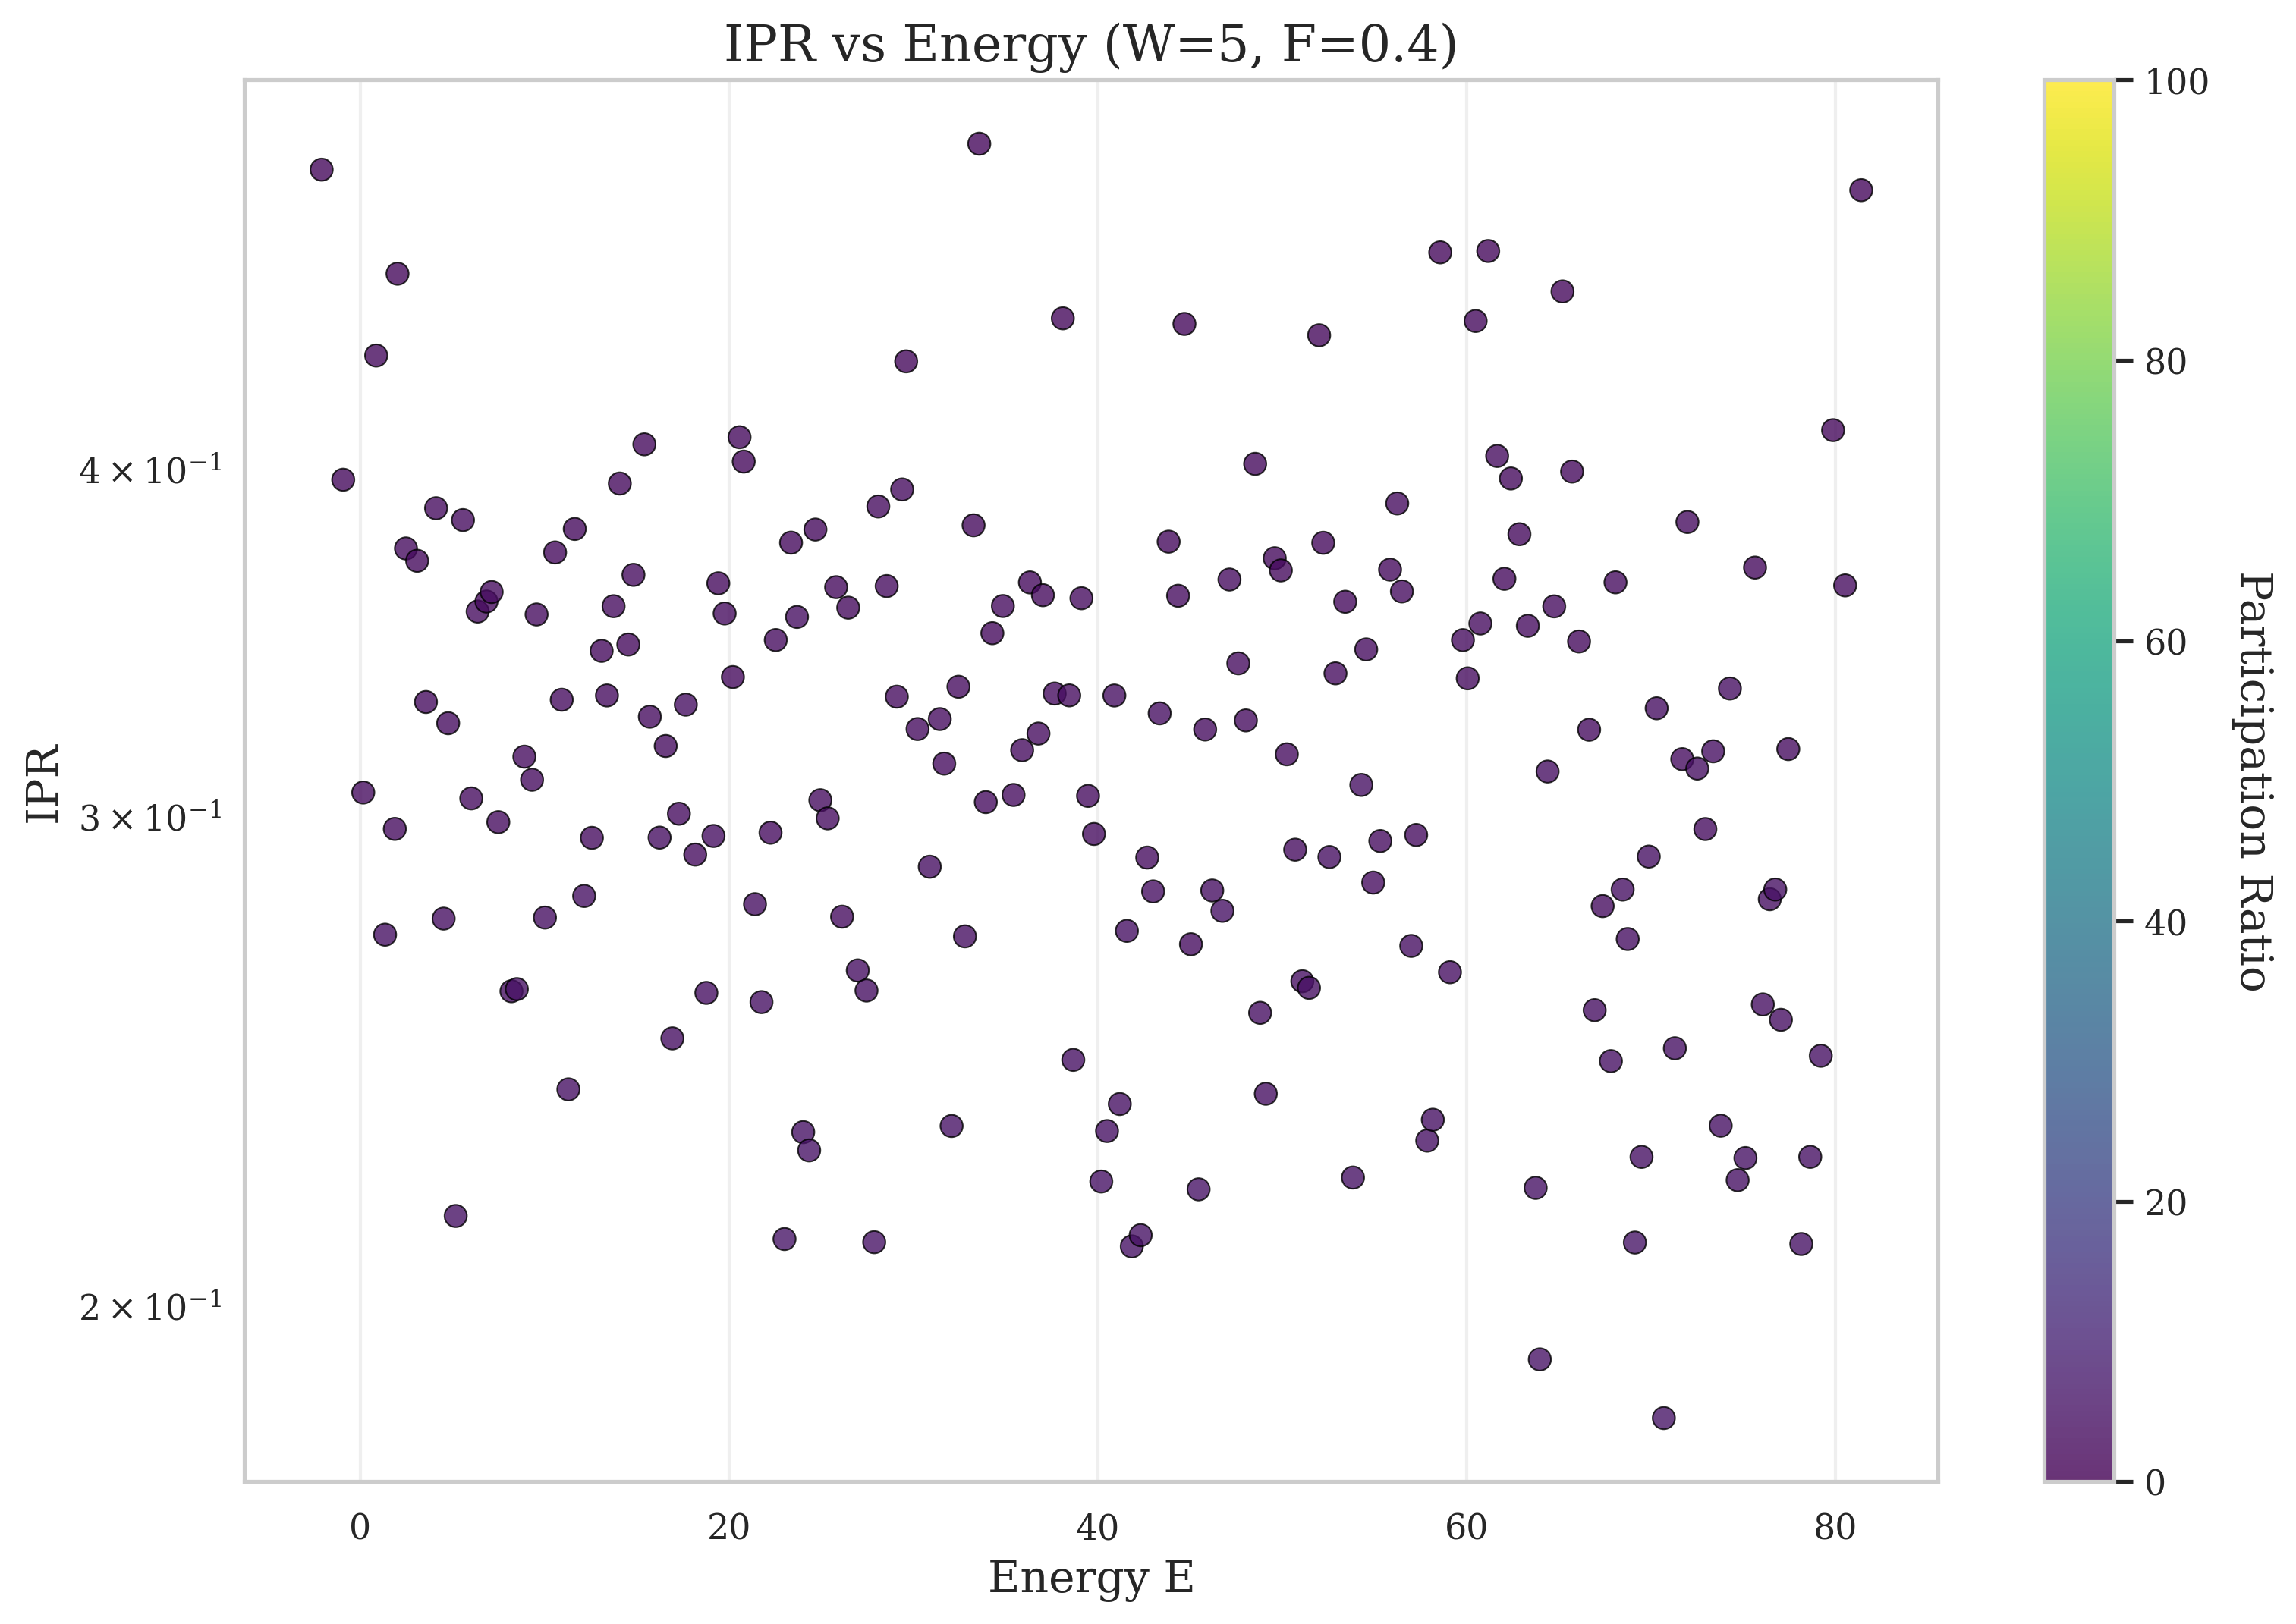 IPR vs Energy (W=5, F=0.4)
IPR
4 × 10⁻¹
3 × 10⁻¹
2 × 10⁻¹
0 20 40 60 80
Energy E
100
80
60
40
20
0
Participation Ratio